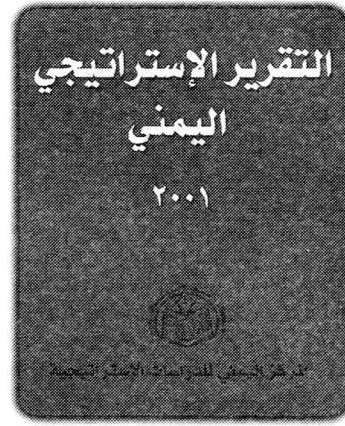 التقرير الإستراتيجي
اليمني
٢٠٠١
المركز اليمني للدراسات الإستراتيجية